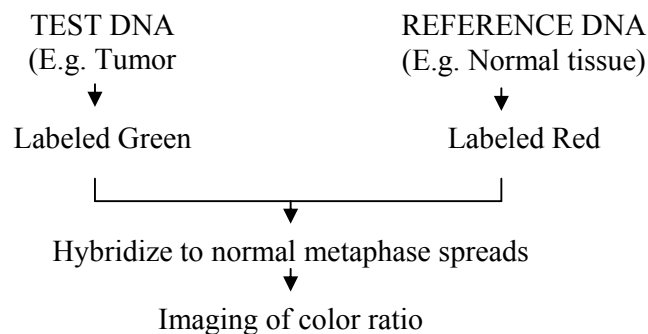 TEST DNA
(E.g. Tumor
REFERENCE DNA
(E.g. Normal tissue)
Labeled Green
Labeled Red
Hybridize to normal metaphase spreads
Imaging of color ratio